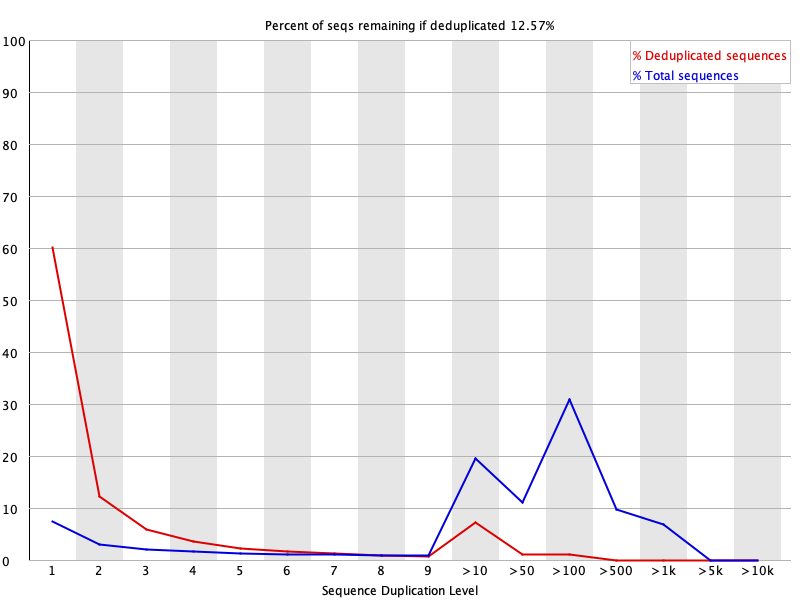 Percent of seqs remaining if deduplicated 12.57%
% Deduplicated sequences
% Total sequences
100
90
80
70
60
50
40
30
20
10
0
1 2 3 4 5 6 7 8 9 >10 >50 >100 >500 >1k >5k >10k
Sequence Duplication Level